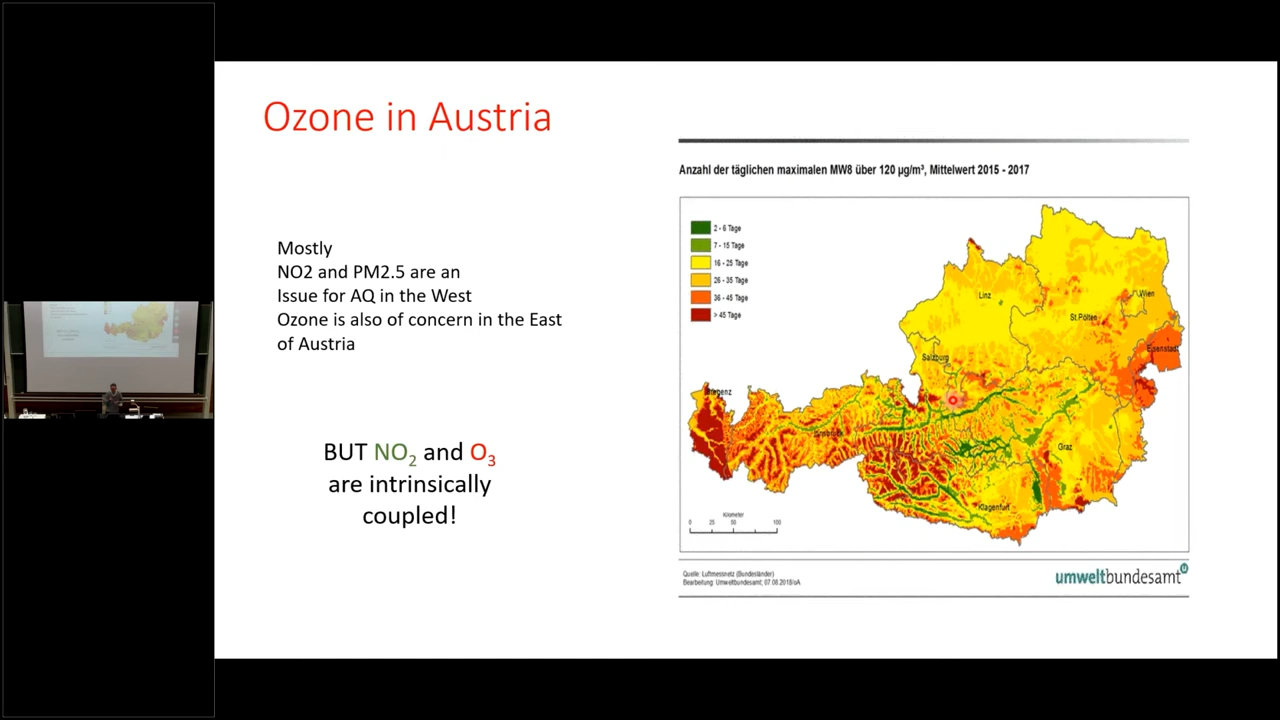 Ozone in Austria
Mostly
NO2 and PM2.5 are an
Issue for AQ in the West
Ozone is also of concern in the East
of Austria
BUT NO2 and O3
are intrinsically
coupled!
Anzahl der täglichen maximalen MW8 über 120 µg/m³, Mittelwert 2015 - 2017
2 - 6 Tage
7 - 15 Tage
16 - 25 Tage
26 - 35 Tage
36 - 45 Tage
> 45 Tage
Linz
Wien
St.Pölten
Eisenstadt
Salzburg
Bregenz
Innsbruck
Graz
Klagenfurt
Kilometer
0 25 50 100
Quelle: Luftmessnetz (Bundesländer)
Bearbeitung: Umweltbundesamt; 07.08.2018/oA
umweltbundesamt